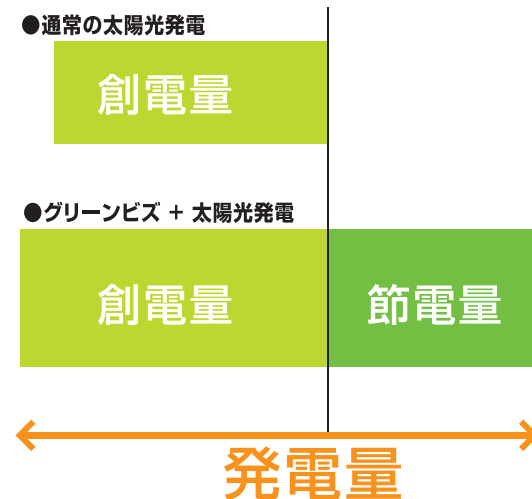 ●通常の太陽光発電
創電量
●グリーンビズ + 太陽光発電
創電量
節電量
発電量